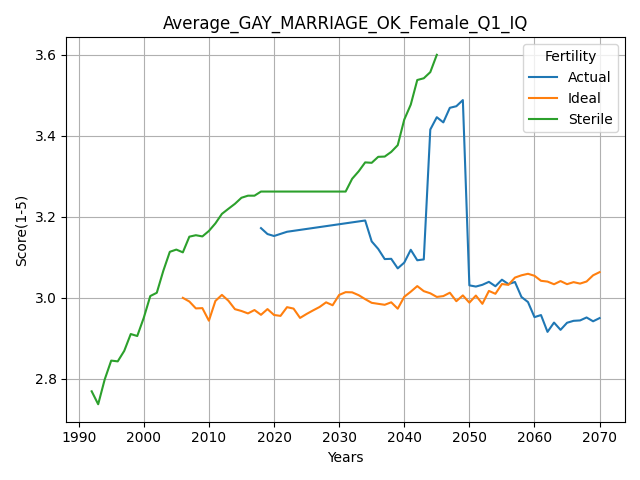 Average_GAY_MARRIAGE_OK_Female_Q1_IQ
Score(1-5)
3.6
3.4
3.2
3.0
2.8
Fertility
Actual
Ideal
Sterile
1990 2000 2010 2020 2030 2040 2050 2060 2070
Years